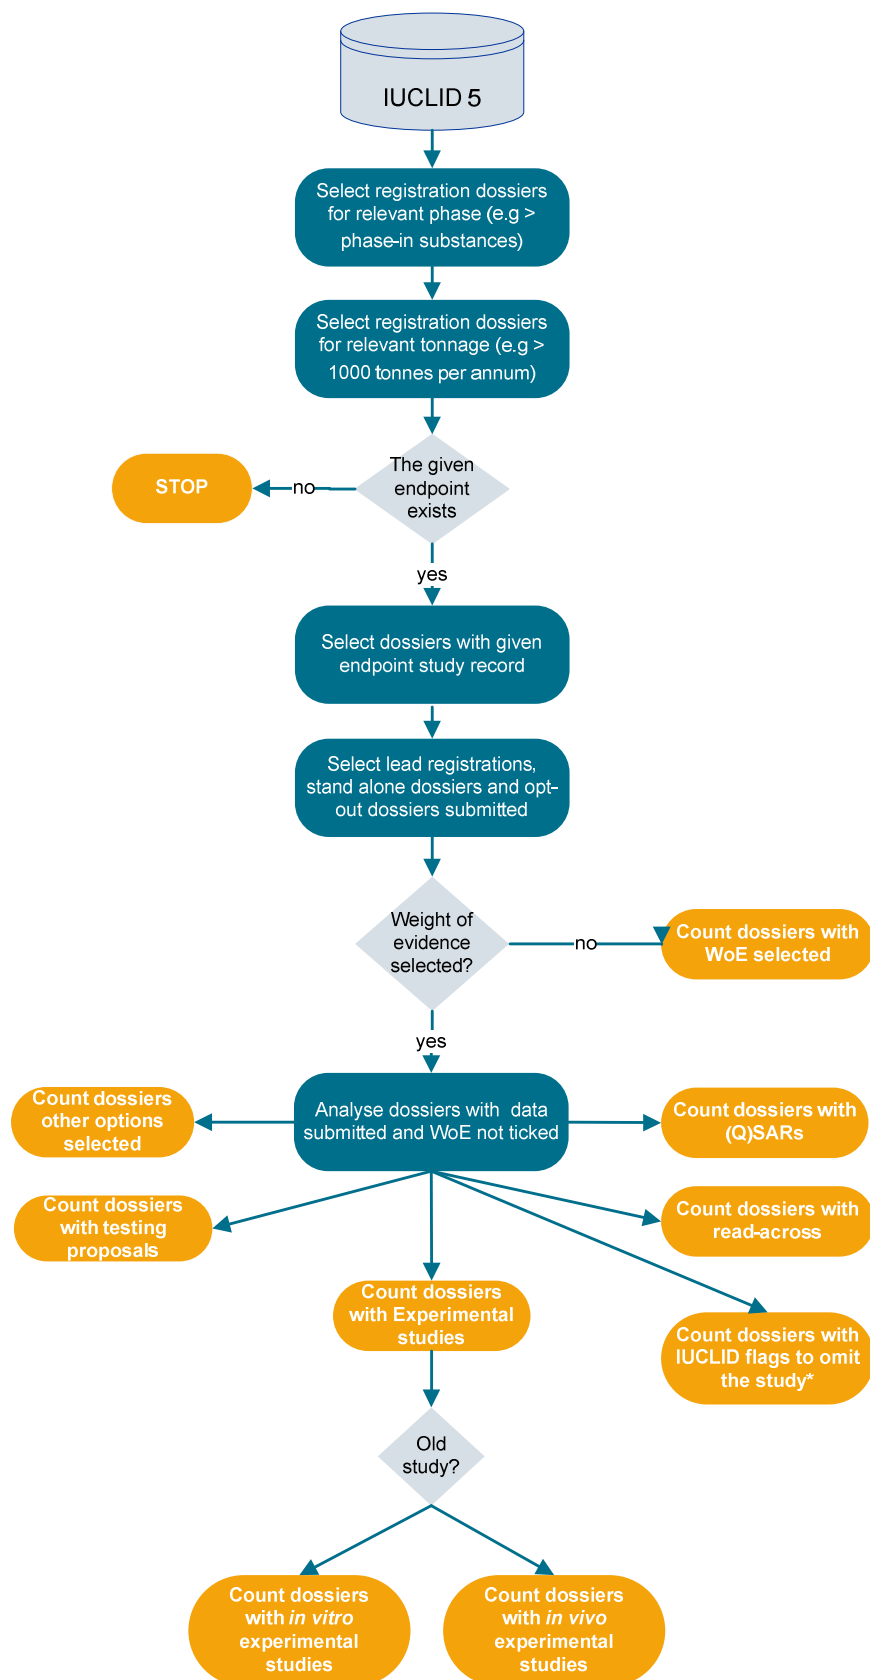 IUCLID 5
Select registration dossiers
for relevant phase (e.g >
phase-in substances)
Select registration dossiers
for relevant tonnage (e.g >
1000 tonnes per annum)
The given
endpoint
exists
no
STOP
yes
Select dossiers with given
endpoint study record
Select lead registrations,
stand alone dossiers and opt-
out dossiers submitted
Weight of
evidence
selected?
no
Count dossiers with
WoE selected
yes
Count dossiers
other options
selected
Analyse dossiers with data
submitted and WoE not ticked
Count dossiers with
(Q)SARs
Count dossiers
with testing
proposals
Count dossiers with
read-across
Count dossiers
with Experimental
studies
Count dossiers with
IUCLID flags to omit
the study*
Old
study?
Count dossiers
with in vitro
experimental
studies
Count dossiers
with in vivo
experimental
studies